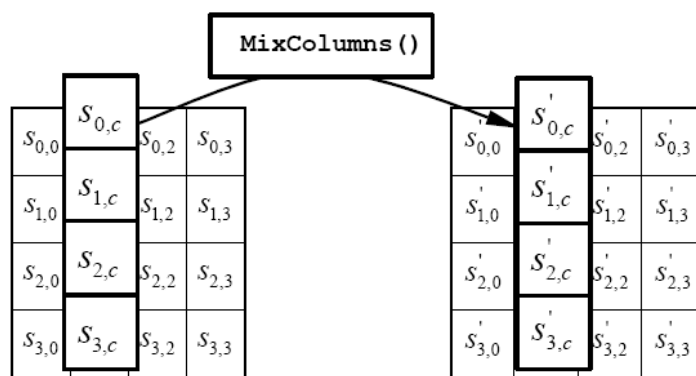 MixColumns()
s0,0 s0,c s0,2 s0,3 s'0,0 s'0,c s'0,2 s'0,3
s1,0 s1,c s1,2 s1,3 s'1,0 s'1,c s'1,2 s'1,3
s2,0 s2,c s2,2 s2,3 s'2,0 s'2,c s'2,2 s'2,3
s3,0 s3,c s3,2 s3,3 s'3,0 s'3,c s'3,2 s'3,3